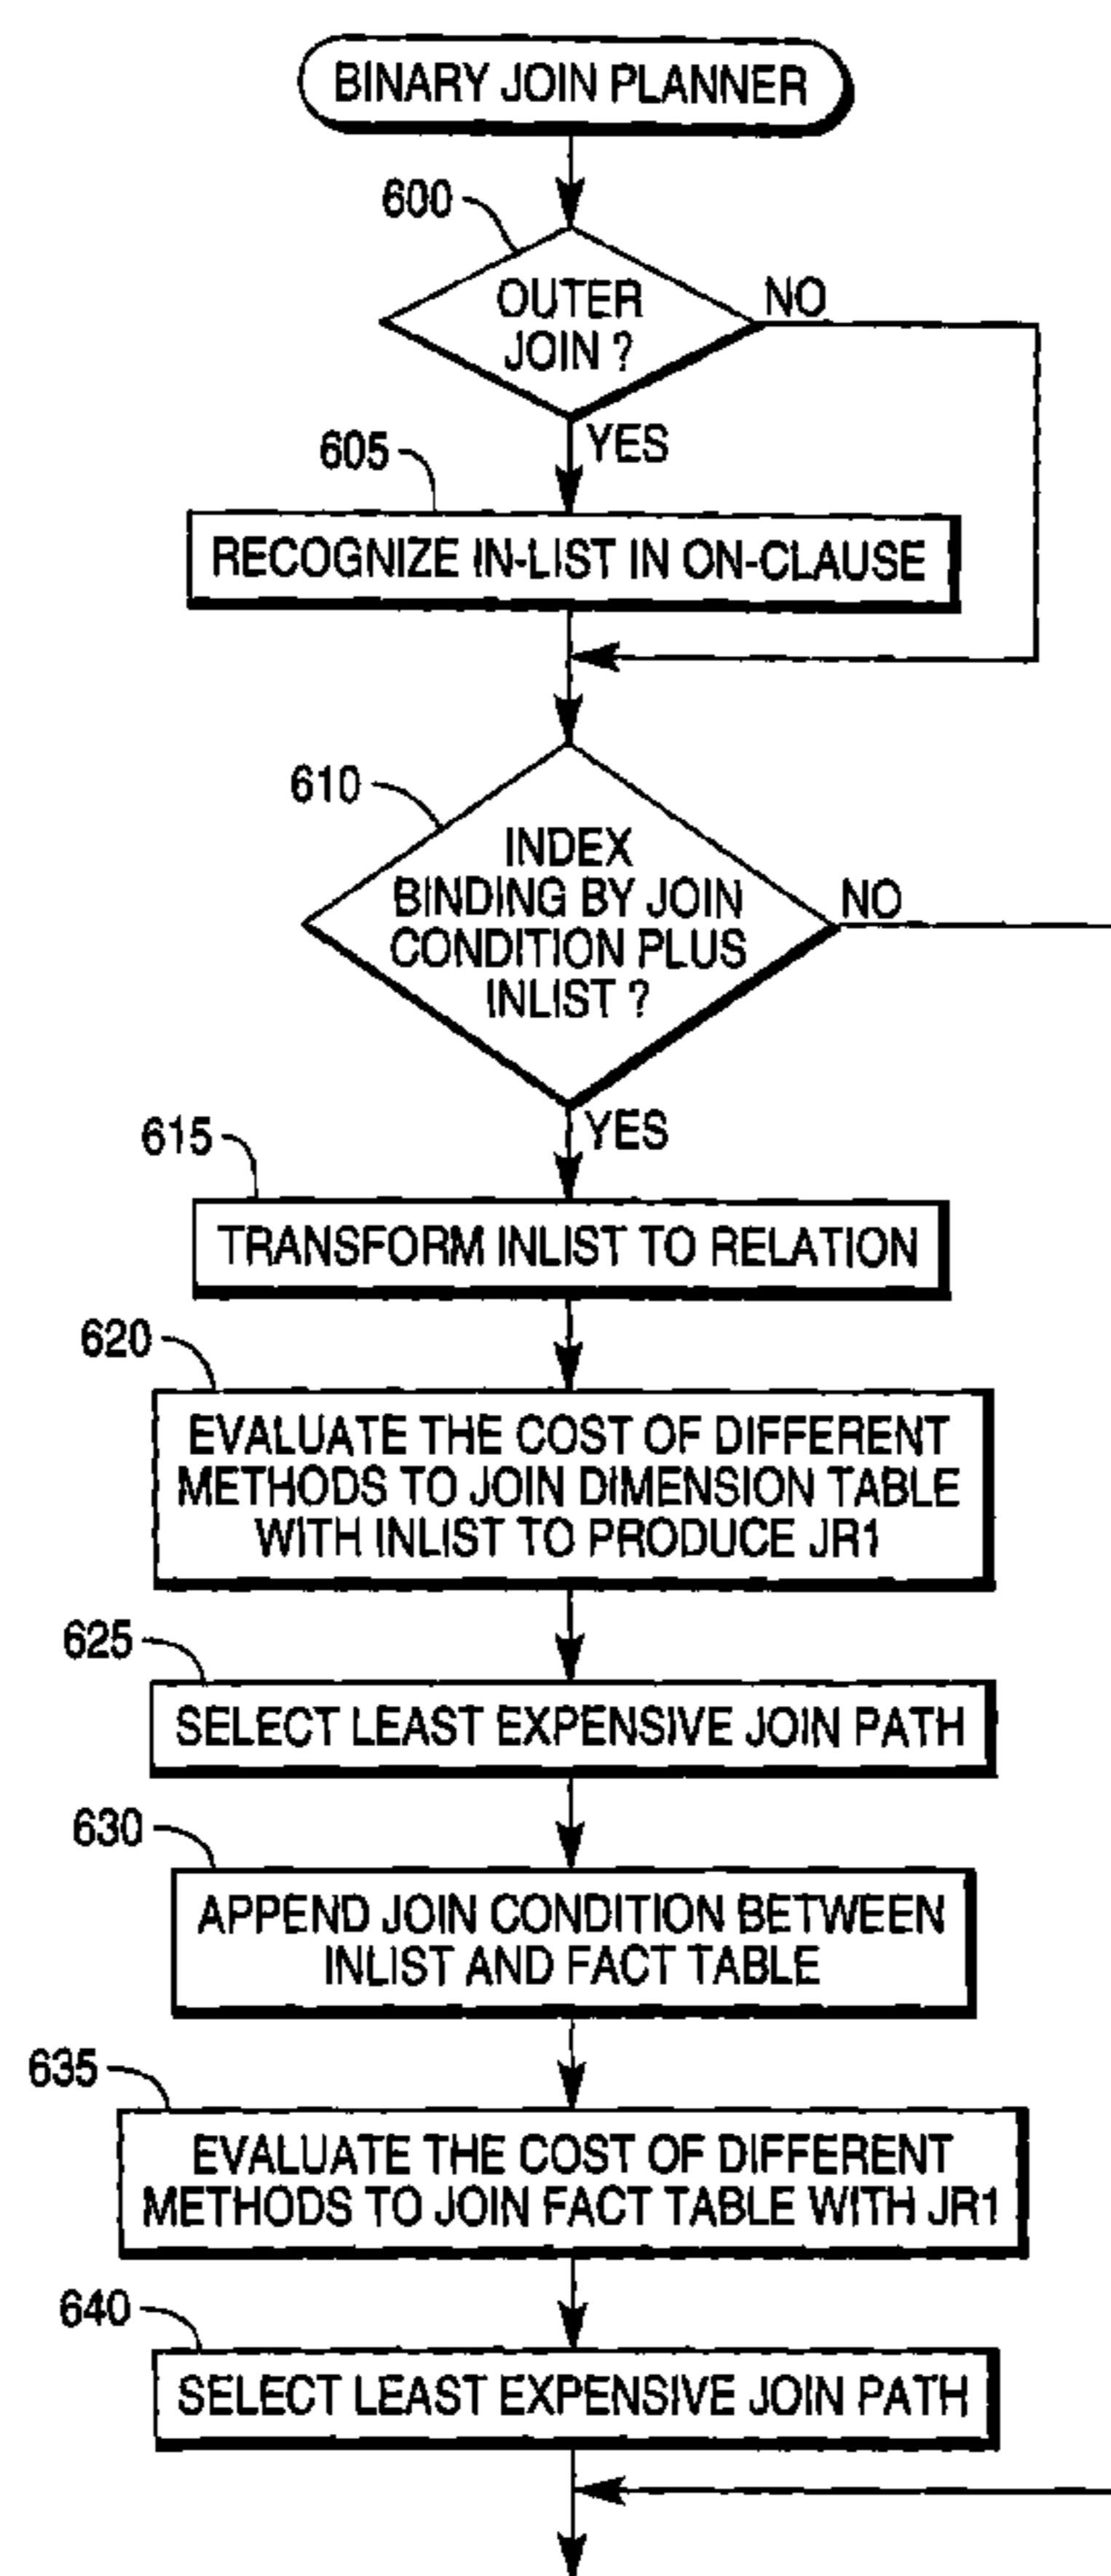 BINARY JOIN PLANNER
600
OUTER
JOIN ?
NO
YES
605
RECOGNIZE IN-LIST IN ON-CLAUSE
610
INDEX
BINDING BY JOIN
CONDITION PLUS
INLIST ?
NO
YES
615
TRANSFORM INLIST TO RELATION
620
EVALUATE THE COST OF DIFFERENT
METHODS TO JOIN DIMENSION TABLE
WITH INLIST TO PRODUCE JR1
625
SELECT LEAST EXPENSIVE JOIN PATH
630
APPEND JOIN CONDITION BETWEEN
INLIST AND FACT TABLE
635
EVALUATE THE COST OF DIFFERENT
METHODS TO JOIN FACT TABLE WITH JR1
640
SELECT LEAST EXPENSIVE JOIN PATH